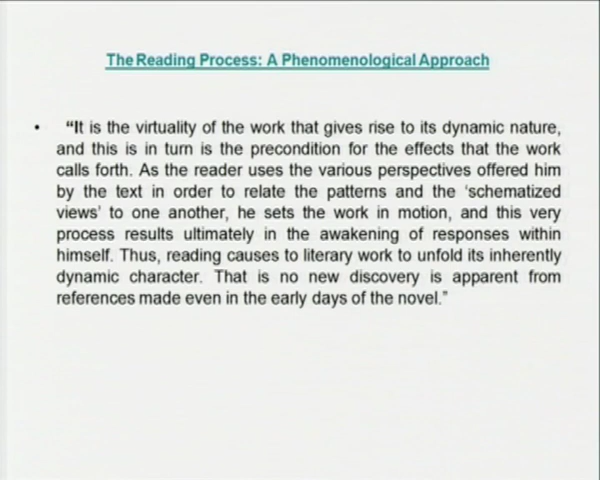 The Reading Process: A Phenomenological Approach
• “It is the virtuality of the work that gives rise to its dynamic nature,
and this is in turn is the precondition for the effects that the work
calls forth. As the reader uses the various perspectives offered him
by the text in order to relate the patterns and the ‘schematized
views’ to one another, he sets the work in motion, and this very
process results ultimately in the awakening of responses within
himself. Thus, reading causes to literary work to unfold its inherently
dynamic character. That is no new discovery is apparent from
references made even in the early days of the novel.”